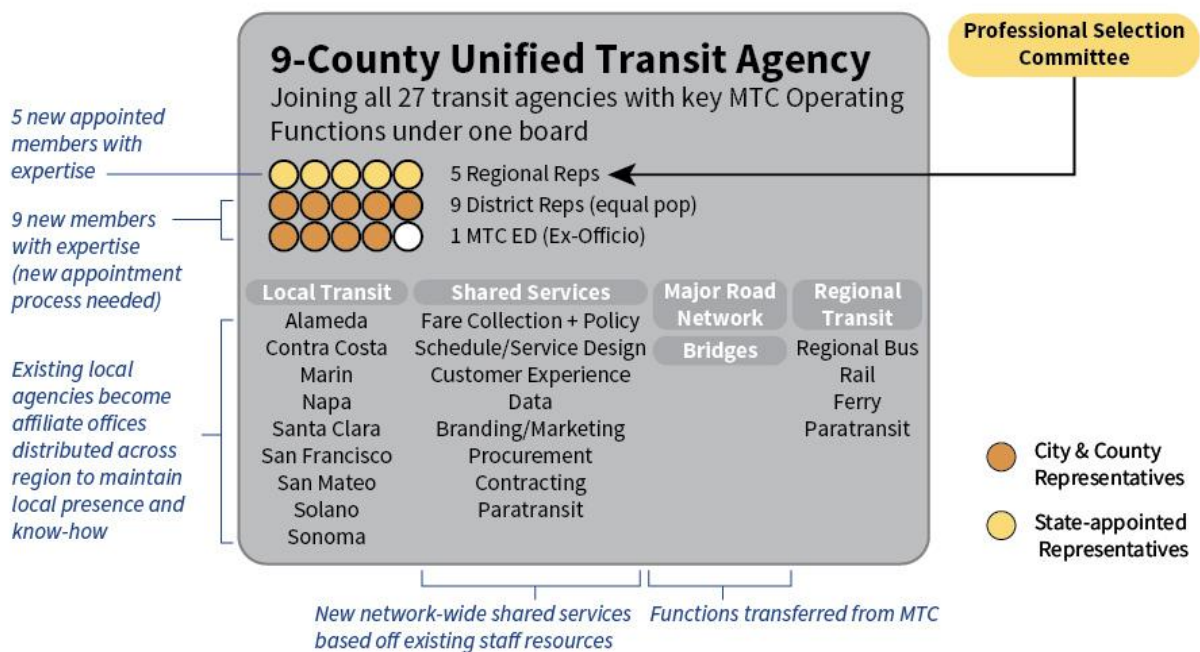 9-County Unified Transit Agency
Joining all 27 transit agencies with key MTC Operating
Functions under one board
Professional Selection
Committee
5 new appointed
members with
expertise
9 new members
with expertise
(new appointment
process needed)
Existing local
agencies become
affiliate offices
distributed across
region to maintain
local presence and
know-how
5 Regional Reps
9 District Reps (equal pop)
1 MTC ED (Ex-Officio)
Local Transit
Alameda
Contra Costa
Marin
Napa
Santa Clara
San Francisco
San Mateo
Solano
Sonoma
Shared Services
Fare Collection + Policy
Schedule/Service Design
Customer Experience
Data
Branding/Marketing
Procurement
Contracting
Paratransit
Major Road
Network
Bridges
Regional
Transit
Regional Bus
Rail
Ferry
Paratransit
City & County
Representatives
State-appointed
Representatives
New network-wide shared services
based off existing staff resources
Functions transferred from MTC